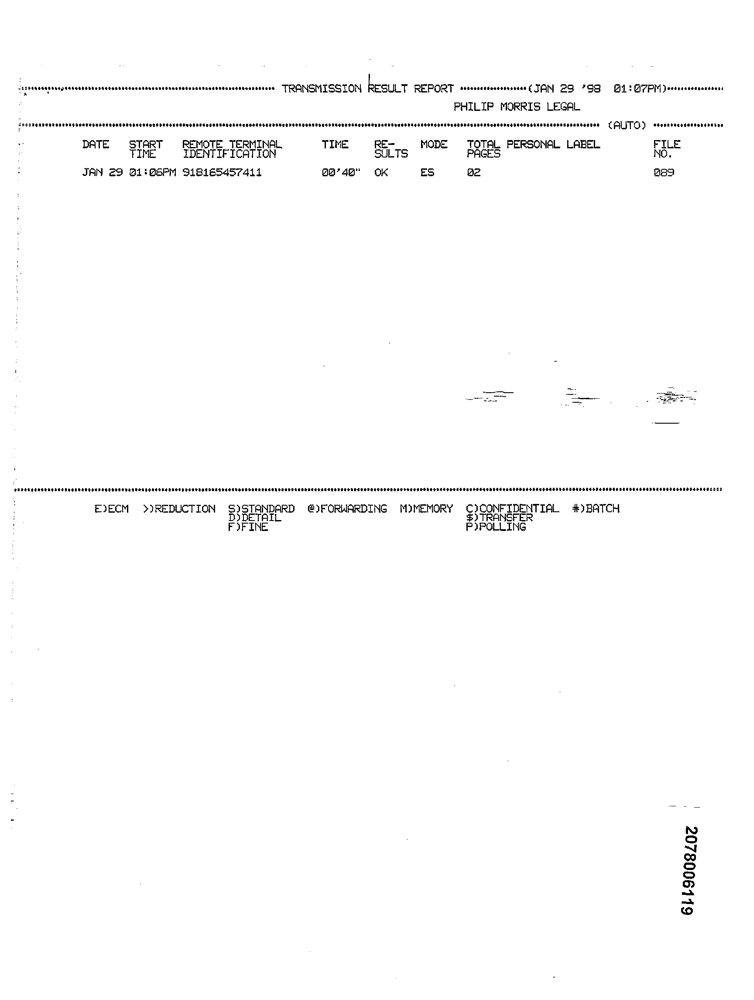 TRANSMISSION RESULT REPORT (JAN 29 '98 01:07PM)
PHILIP MORRIS LEGAL
(AUTO)
DATE START TIME REMOTE TERMINAL IDENTIFICATION TIME RE- SULTS MODE TOTAL PAGES PERSONAL LABEL FILE NO.
JAN 29 01:06PM 918165457411 00'40" OK ES 02 089
E)ECM >)REDUCTION S)STANDARD @)FORWARDING M)MEMORY C)CONFIDENTIAL #)BATCH
D)DETAIL $)TRANSFER
F)FINE P)POLLING
2078006119